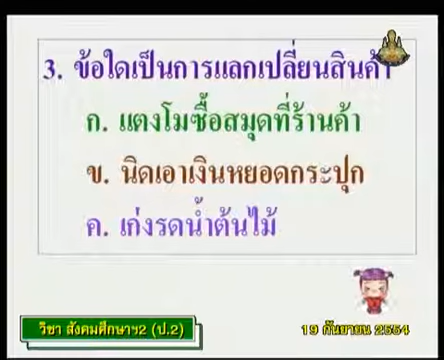 3. ข้อใดเป็นการแลกเปลี่ยนสินค้า
ก. แตงโมซื้อสมุดที่ร้านค้า
ข. นิดเอาเงินหยอดกระปุก
ค. เก่งรดน้ำต้นไม้
วิชา สังคมศึกษาฯ2 (ป.2)
19 กันยายน 2554